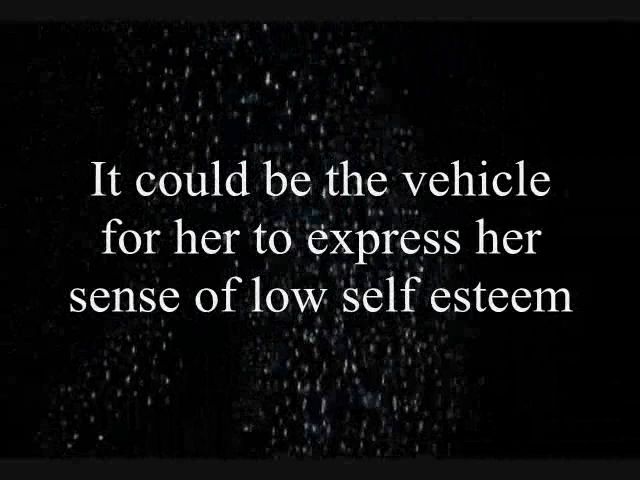 It could be the vehicle
for her to express her
sense of low self esteem